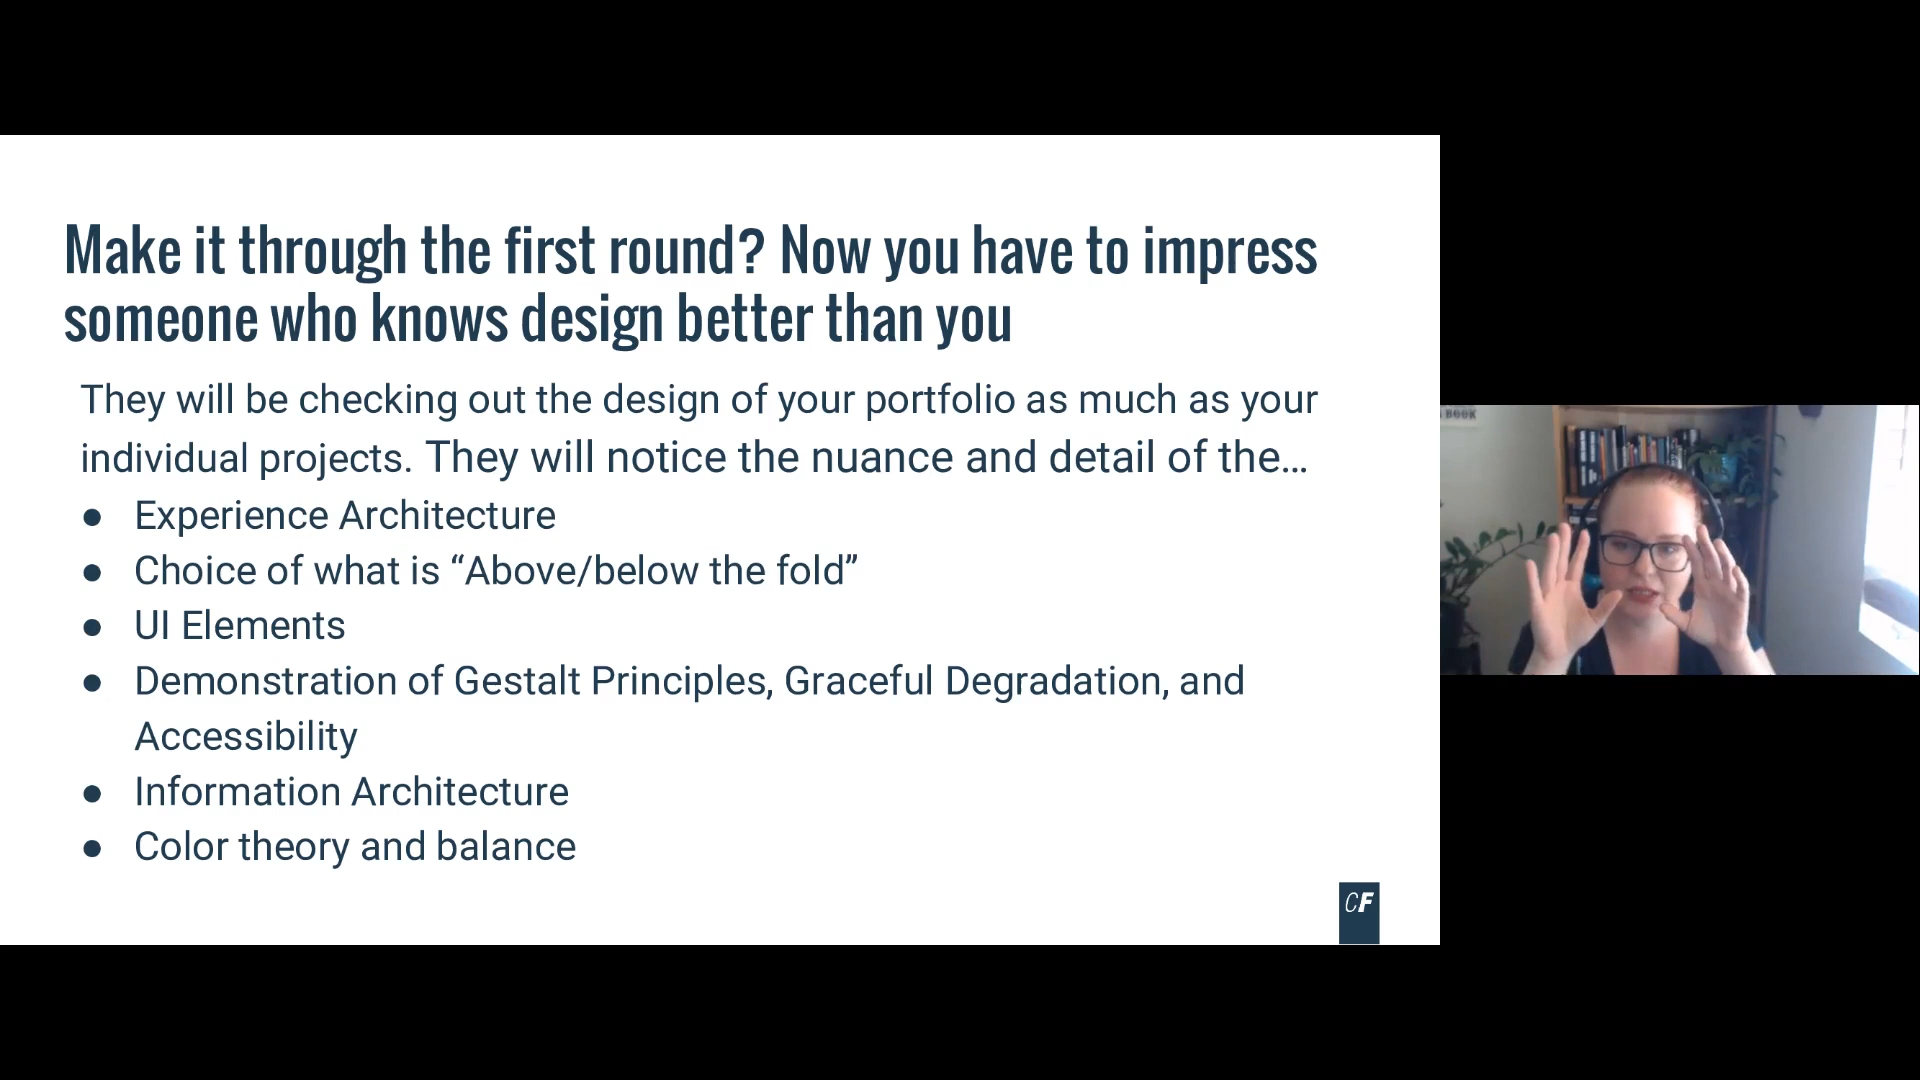 Make it through the first round? Now you have to impress
someone who knows design better than you
They will be checking out the design of your portfolio as much as your
individual projects. They will notice the nuance and detail of the...
● Experience Architecture
● Choice of what is “Above/below the fold”
● UI Elements
● Demonstration of Gestalt Principles, Graceful Degradation, and
Accessibility
● Information Architecture
● Color theory and balance
CF
BOOK